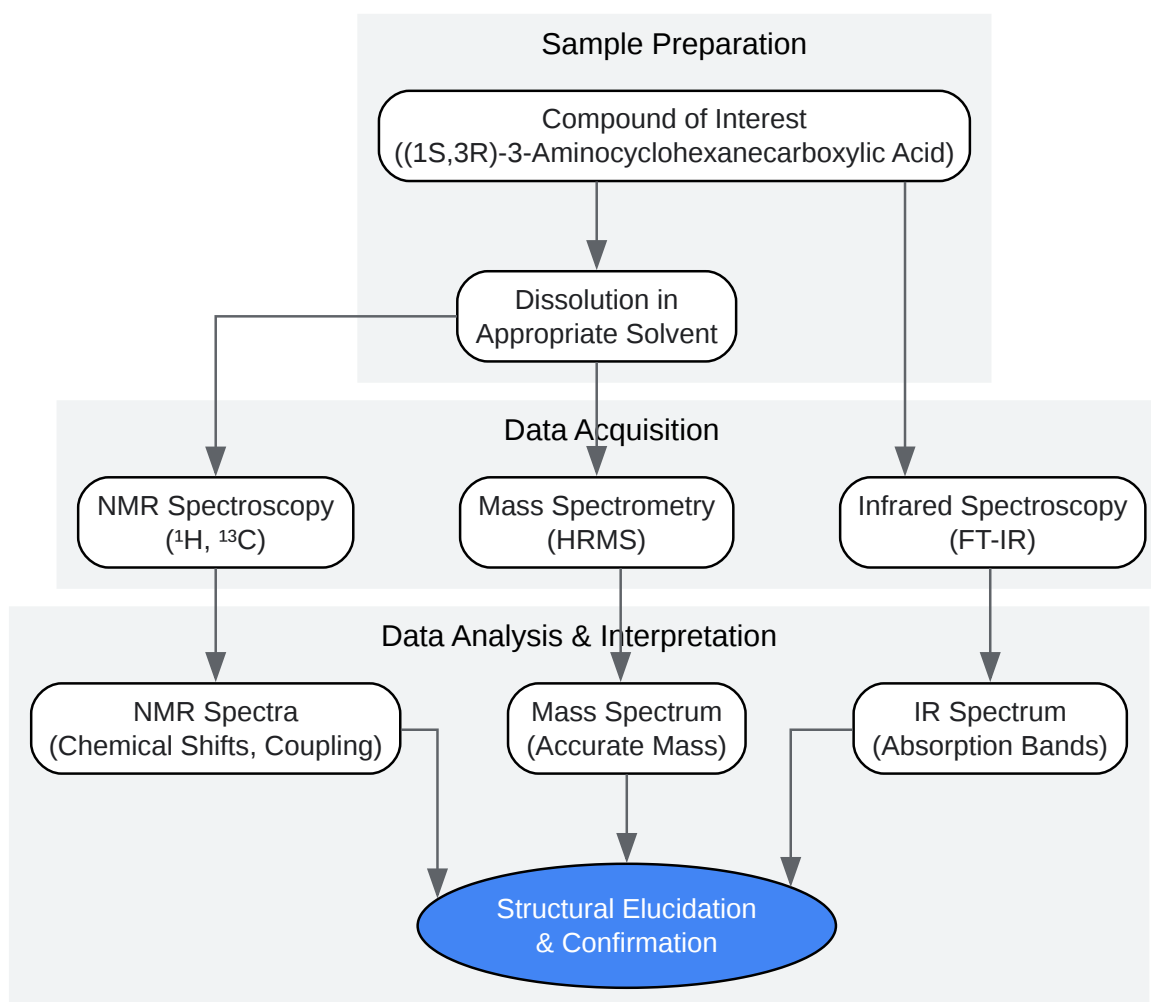 Sample Preparation
Compound of Interest
((1S,3R)-3-Aminocyclohexanecarboxylic Acid)
Dissolution in
Appropriate Solvent
Data Acquisition
NMR Spectroscopy
(¹H, ¹³C)
Mass Spectrometry
(HRMS)
Infrared Spectroscopy
(FT-IR)
Data Analysis & Interpretation
NMR Spectra
(Chemical Shifts, Coupling)
Mass Spectrum
(Accurate Mass)
IR Spectrum
(Absorption Bands)
Structural Elucidation
& Confirmation